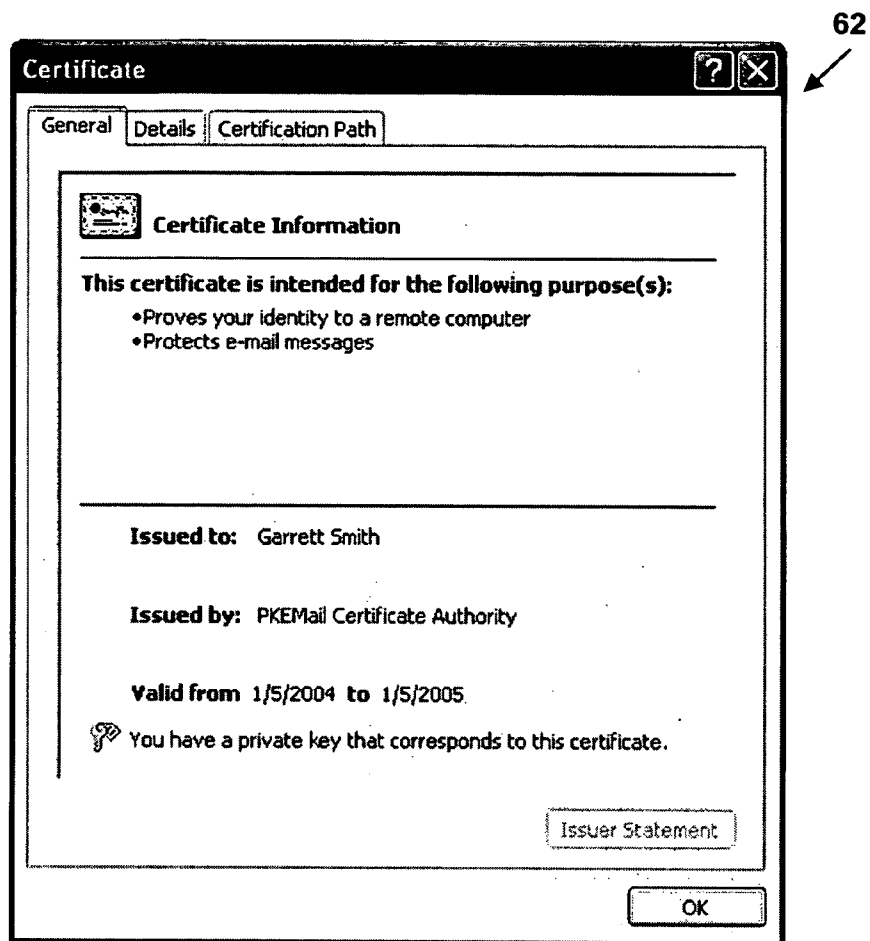 62
Certificate
General Details Certification Path
Certificate Information
This certificate is intended for the following purpose(s):
•Proves your identity to a remote computer
•Protects e-mail messages
Issued to: Garrett Smith
Issued by: PKEMail Certificate Authority
Valid from 1/5/2004 to 1/5/2005
You have a private key that corresponds to this certificate.
Issuer Statement
OK